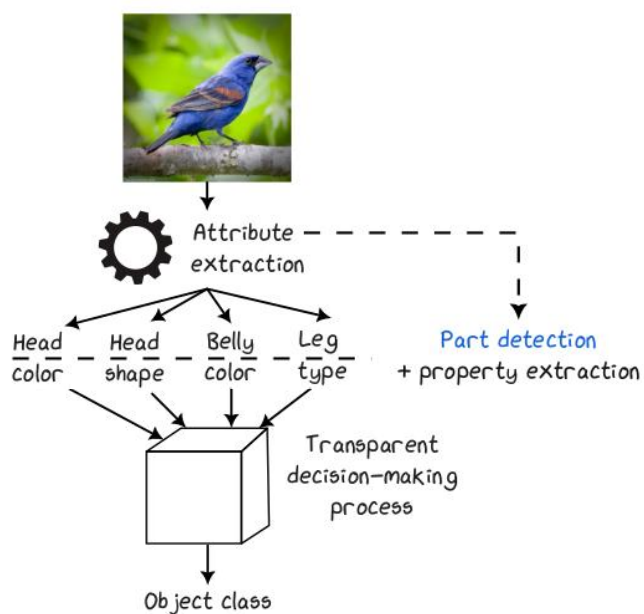 Attribute
extraction
Head Head Belly Leg
color shape color type
Part detection
+ property extraction
Transparent
decision-making
process
Object class